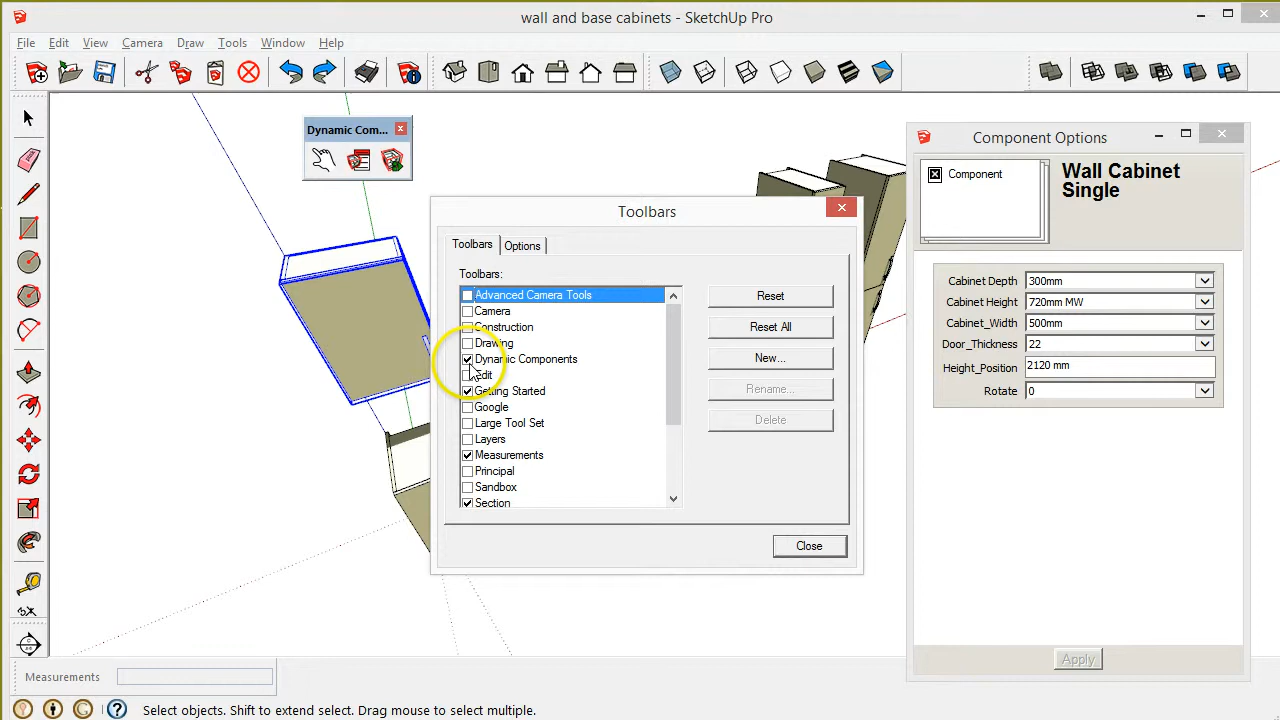 wall and base cabinets - SketchUp Pro
File Edit View Camera Draw Tools Window Help
Dynamic Com...
Component Options
Component
Wall Cabinet
Single
Toolbars
Toolbars Options
Toolbars:
Advanced Camera Tools
Camera
Construction
Drawing
Dynamic Components
Edit
Getting Started
Google
Large Tool Set
Layers
Measurements
Principal
Sandbox
Section
Reset
Reset All
New...
Rename...
Delete
Close
Cabinet Depth 300mm
Cabinet Height 720mm MW
Cabinet_Width 500mm
Door_Thickness 22
Height_Position 2120 mm
Rotate 0
Apply
Measurements
Select objects. Shift to extend select. Drag mouse to select multiple.